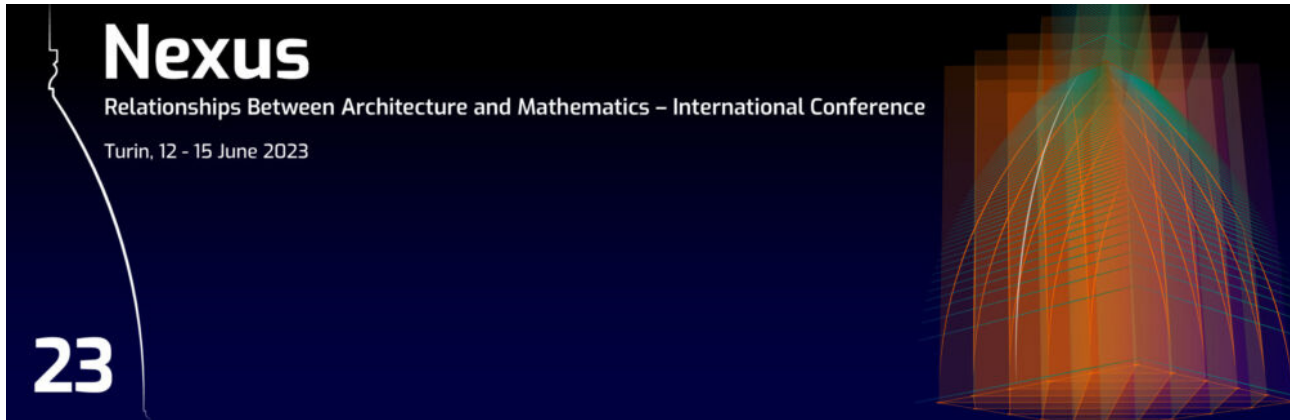 Nexus
Relationships Between Architecture and Mathematics – International Conference
Turin, 12 - 15 June 2023
23